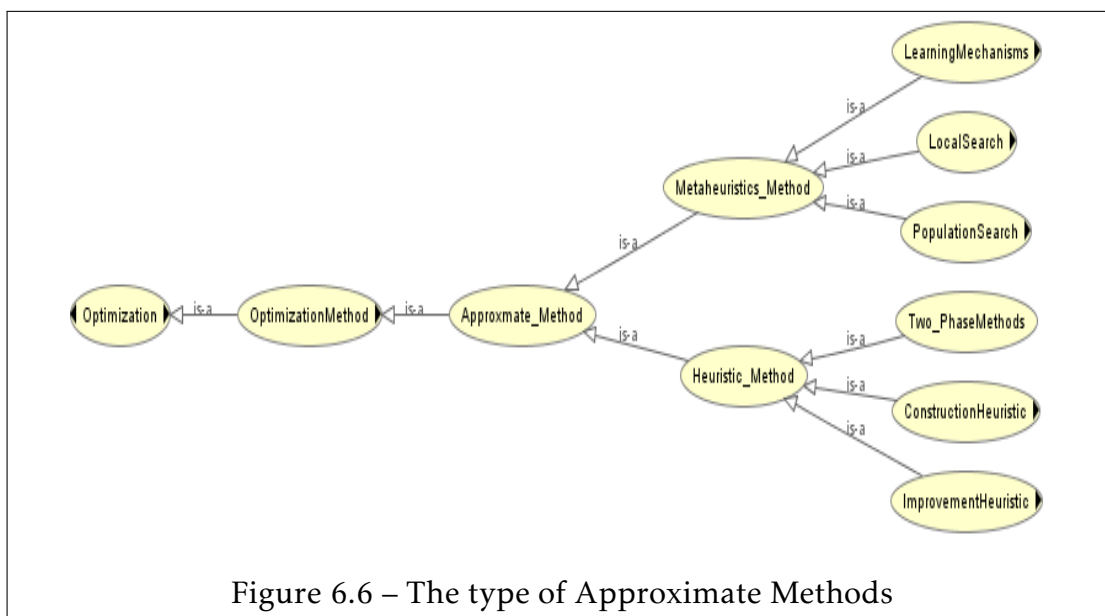 LearningMechanisms
is-a
LocalSearch
is-a
Metaheuristics_Method
is-a
PopulationSearch
is-a
Optimization
is-a
OptimizationMethod
is-a
Approxmate_Method
Two_PhaseMethods
is-a
is-a
Heuristic_Method
is-a
ConstructionHeuristic
is-a
ImprovementHeuristic
Figure 6.6 – The type of Approximate Methods